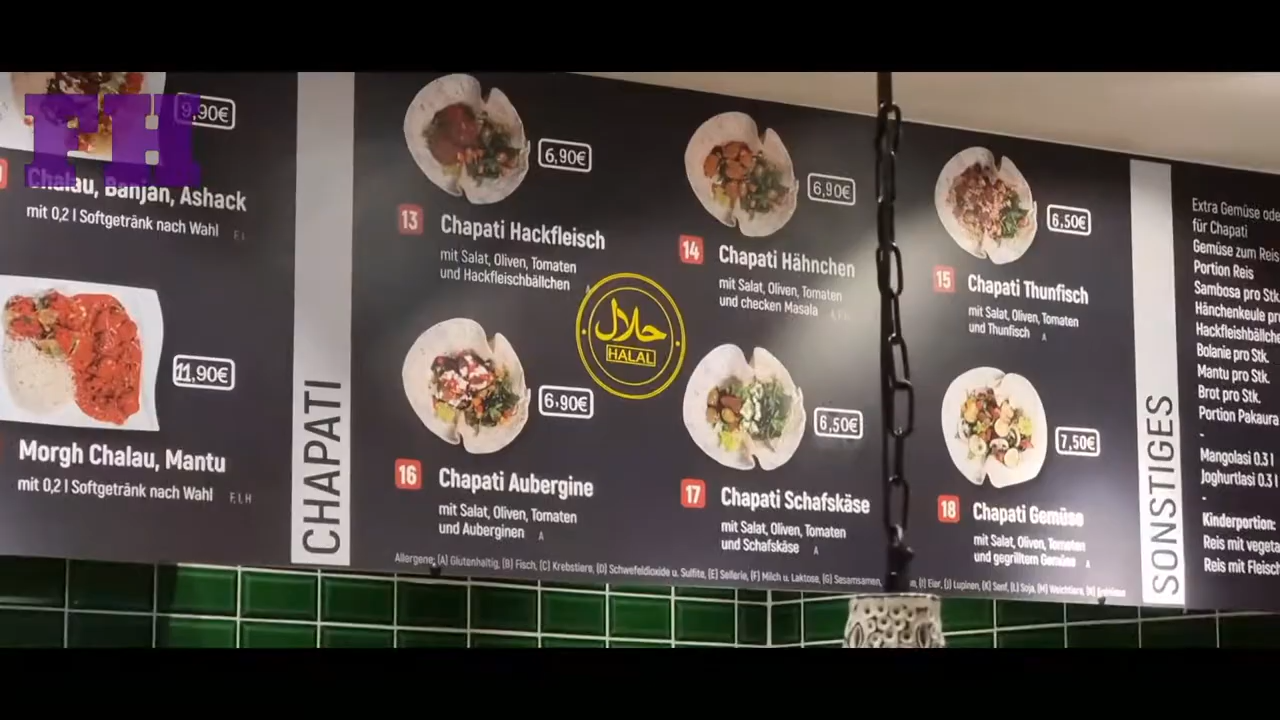 FH
9,90€
Chalau, Banjan, Ashack
mit 0,2 l Softgetränk nach Wahl
11,90€
Morgh Chalau, Mantu
mit 0,2 l Softgetränk nach Wahl F, I, H
CHAPATI
6,90€
13 Chapati Hackfleisch
mit Salat, Oliven, Tomaten
und Hackfleischbällchen
6,90€
14 Chapati Hähnchen
mit Salat, Oliven, Tomaten
und checken Masala
6,50€
15 Chapati Thunfisch
mit Salat, Oliven, Tomaten
und Thunfisch A
حلال
HALAL
6.90€
16 Chapati Aubergine
mit Salat, Oliven, Tomaten
und Auberginen A
6,50€
17 Chapati Schafskäse
mit Salat, Oliven, Tomaten
und Schafskäse A
7,50€
18 Chapati Gemüse
mit Salat, Oliven, Tomaten
und gegrilltem Gemüse A
Allergene: (A) Glutenhaltig, (B) Fisch, (C) Krebstiere, (D) Schwefeldioxide u. Sulfite, (E) Sellerie, (F) Milch u. Laktose, (G) Sesamsamen, (I) Eier, (J) Lupinen, (K) Senf, (L) Soja, (M) Weichtiere, (N) Erdnüsse
SONSTIGES
Extra Gemüse ode
für Chapati
Gemüse zum Reis
Portion Reis
Sambosa pro Stk.
Hänchenkeule pro
Hackfleishbällche
Bolanie pro Stk.
Mantu pro Stk.
Brot pro Stk.
Portion Pakaura
-
Mangolasi 0.3 l
Joghurtlasi 0.3 l
-
Kinderportion:
Reis mit vegeta
Reis mit Fleisch